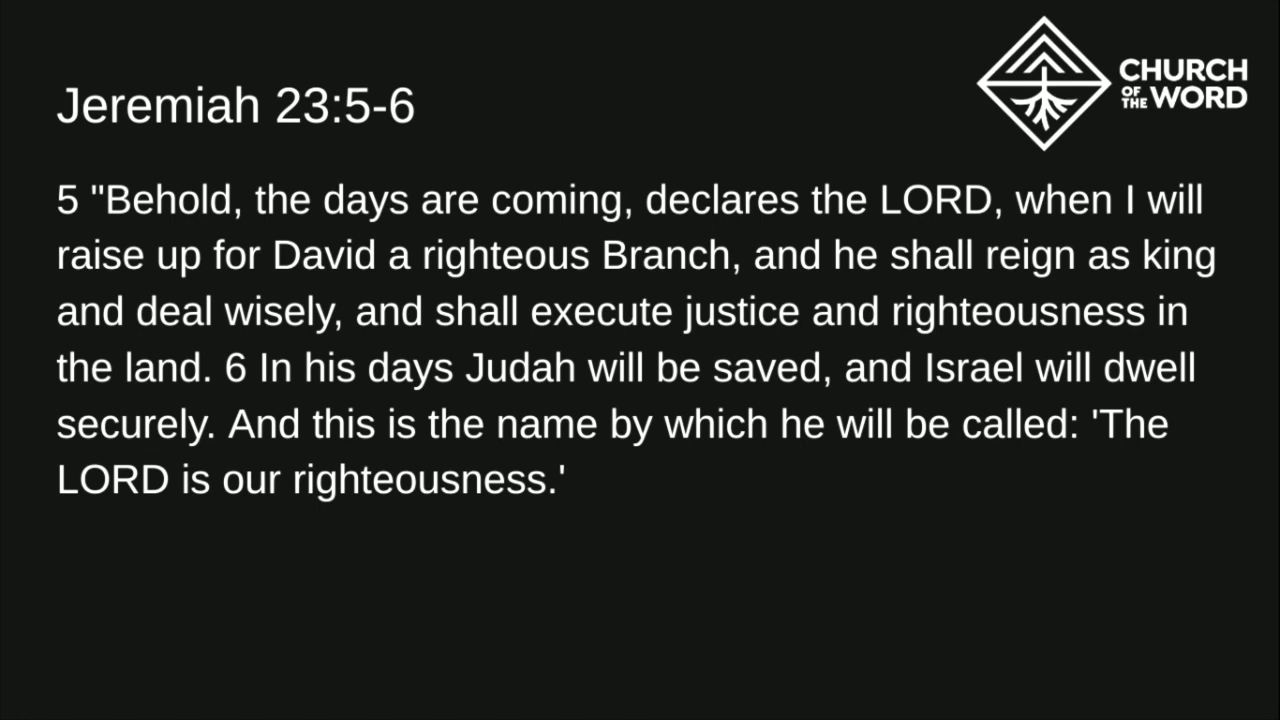 CHURCH
OF THE WORD
Jeremiah 23:5-6
5 "Behold, the days are coming, declares the LORD, when I will
raise up for David a righteous Branch, and he shall reign as king
and deal wisely, and shall execute justice and righteousness in
the land. 6 In his days Judah will be saved, and Israel will dwell
securely. And this is the name by which he will be called: 'The
LORD is our righteousness.'